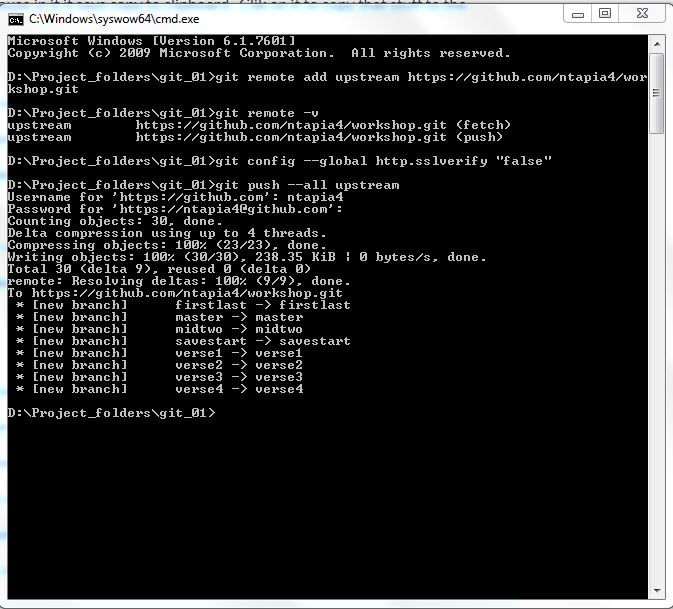 C:\Windows\syswow64\cmd.exe
Microsoft Windows [Version 6.1.7601]
Copyright (c) 2009 Microsoft Corporation.  All rights reserved.
D:\Project_folders\git_01>git remote add upstream https://github.com/ntapia4/wor
kshop.git
D:\Project_folders\git_01>git remote -v
upstream        https://github.com/ntapia4/workshop.git (fetch)
upstream        https://github.com/ntapia4/workshop.git (push)
D:\Project_folders\git_01>git config --global http.sslverify "false"
D:\Project_folders\git_01>git push --all upstream
Username for 'https://github.com': ntapia4
Password for 'https://ntapia4@github.com':
Counting objects: 30, done.
Delta compression using up to 4 threads.
Compressing objects: 100% (23/23), done.
Writing objects: 100% (30/30), 238.35 KiB | 0 bytes/s, done.
Total 30 (delta 9), reused 0 (delta 0)
remote: Resolving deltas: 100% (9/9), done.
To https://github.com/ntapia4/workshop.git
 * [new branch]      firstlast -> firstlast
 * [new branch]      master -> master
 * [new branch]      midtwo -> midtwo
 * [new branch]      savestart -> savestart
 * [new branch]      verse1 -> verse1
 * [new branch]      verse2 -> verse2
 * [new branch]      verse3 -> verse3
 * [new branch]      verse4 -> verse4
D:\Project_folders\git_01>